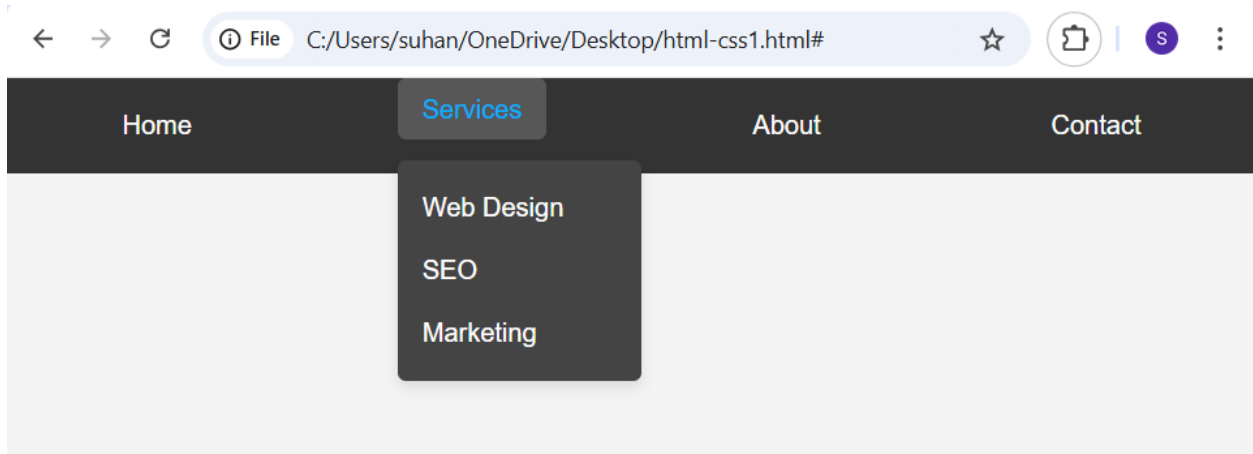 File C:/Users/suhan/OneDrive/Desktop/html-css1.html# S
Home Services About Contact
Web Design
SEO
Marketing